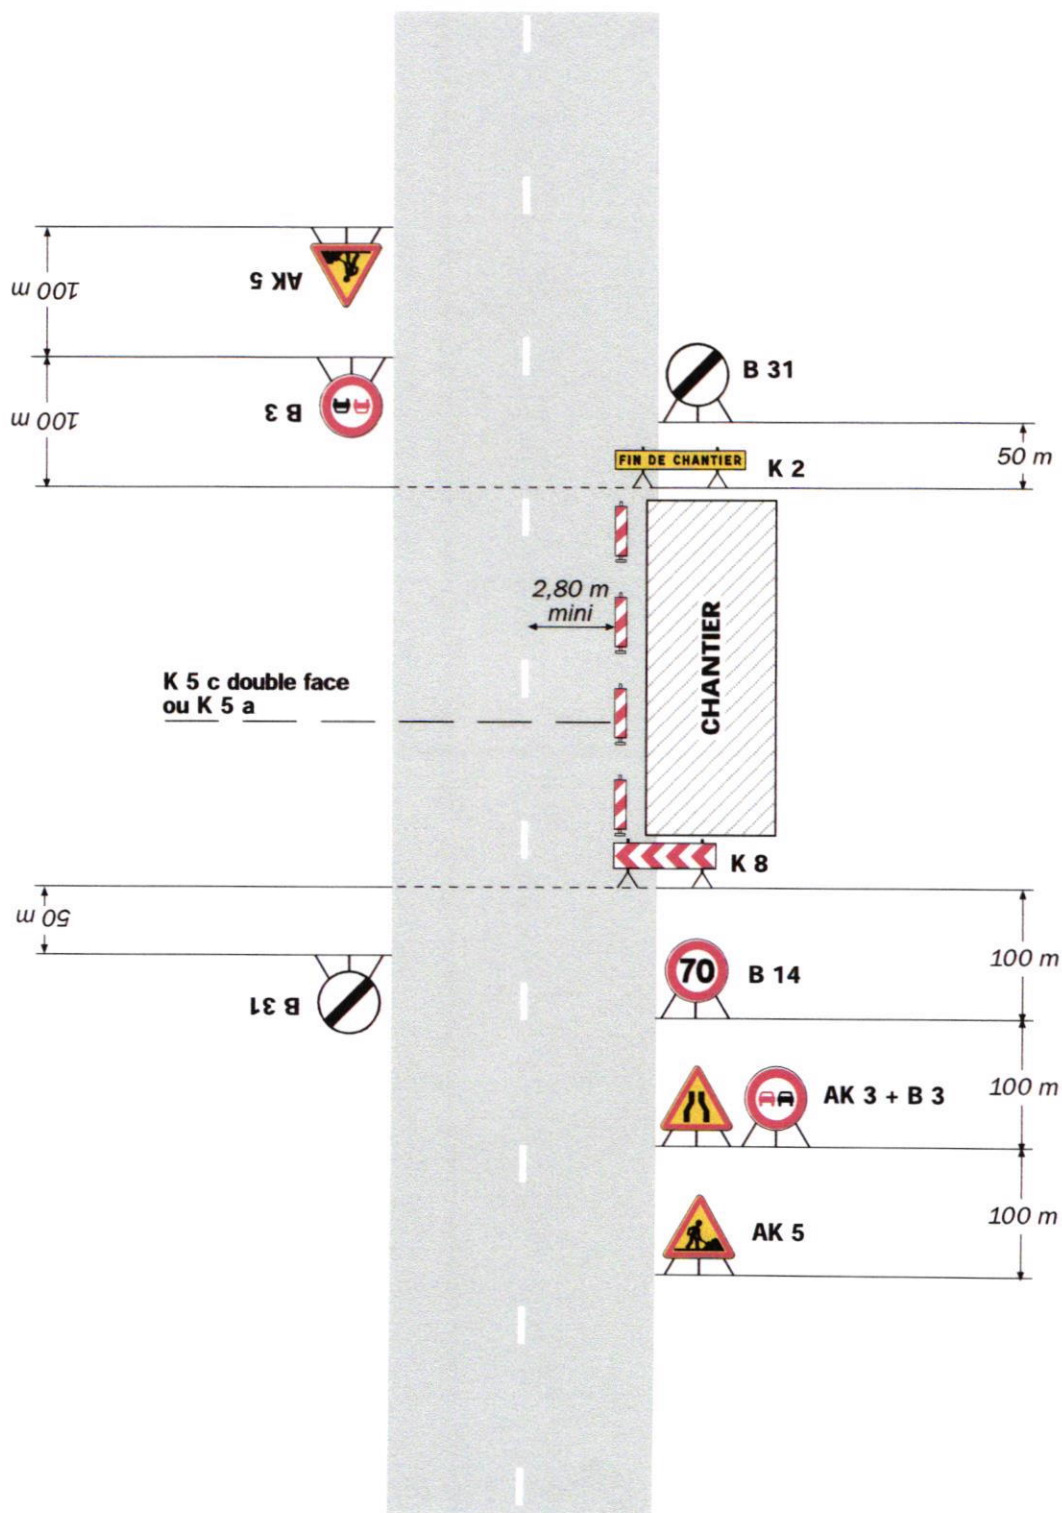 100 m
AK 5
100 m
B 3
B 31
50 m
FIN DE CHANTIER
K 2
2,80 m
mini
CHANTIER
K 5 c double face
ou K 5 a
K 8
50 m
B 31
70
B 14
100 m
AK 3 + B 3
100 m
AK 5
100 m